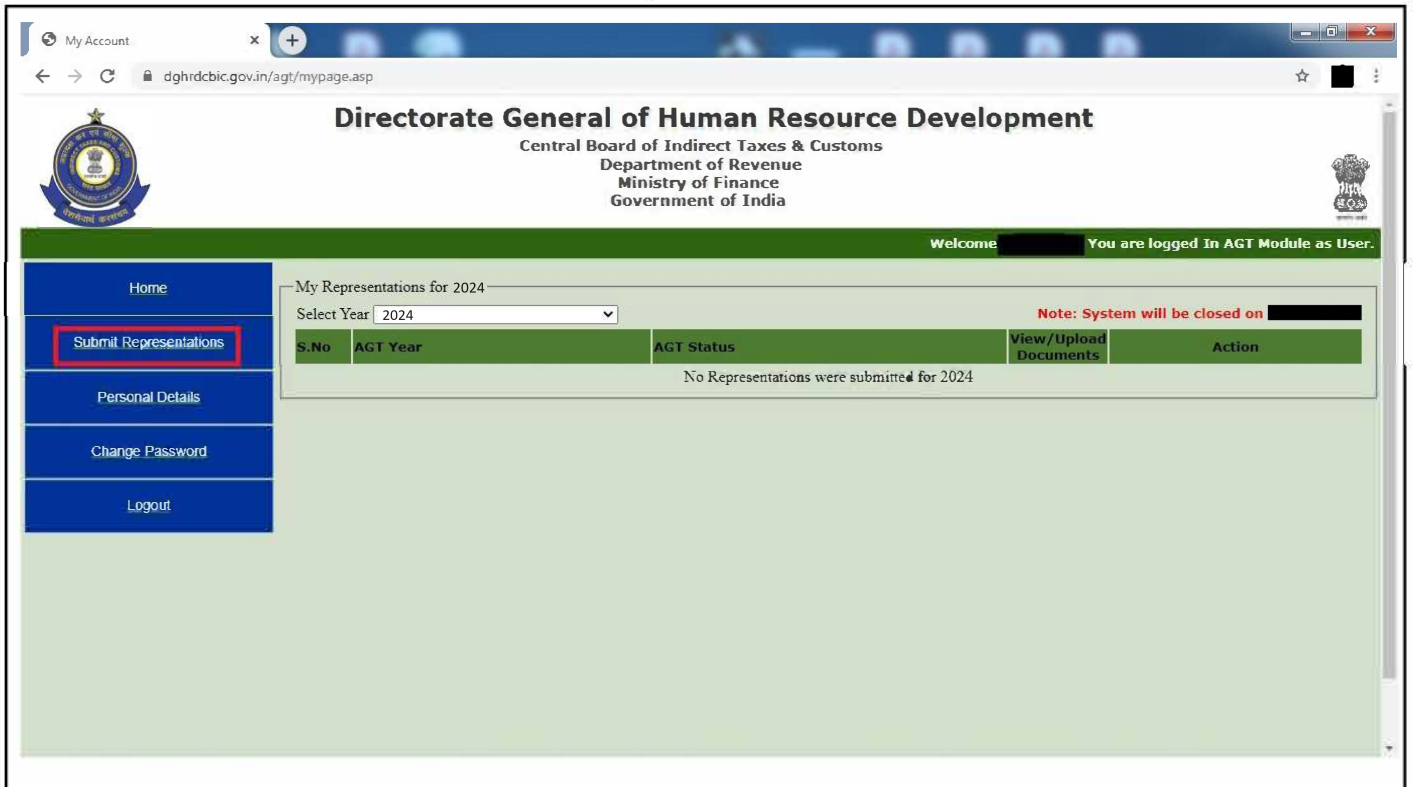 My Account
dghrdcbic.gov.in/agt/mypage.asp
Directorate General of Human Resource Development
Central Board of Indirect Taxes & Customs
Department of Revenue
Ministry of Finance
Government of India
Welcome You are logged In AGT Module as User.
Home
Submit Representations
Personal Details
Change Password
Logout
My Representations for 2024
Select Year 2024
Note: System will be closed on
S.No AGT Year AGT Status View/Upload Documents Action
No Representations were submitted for 2024